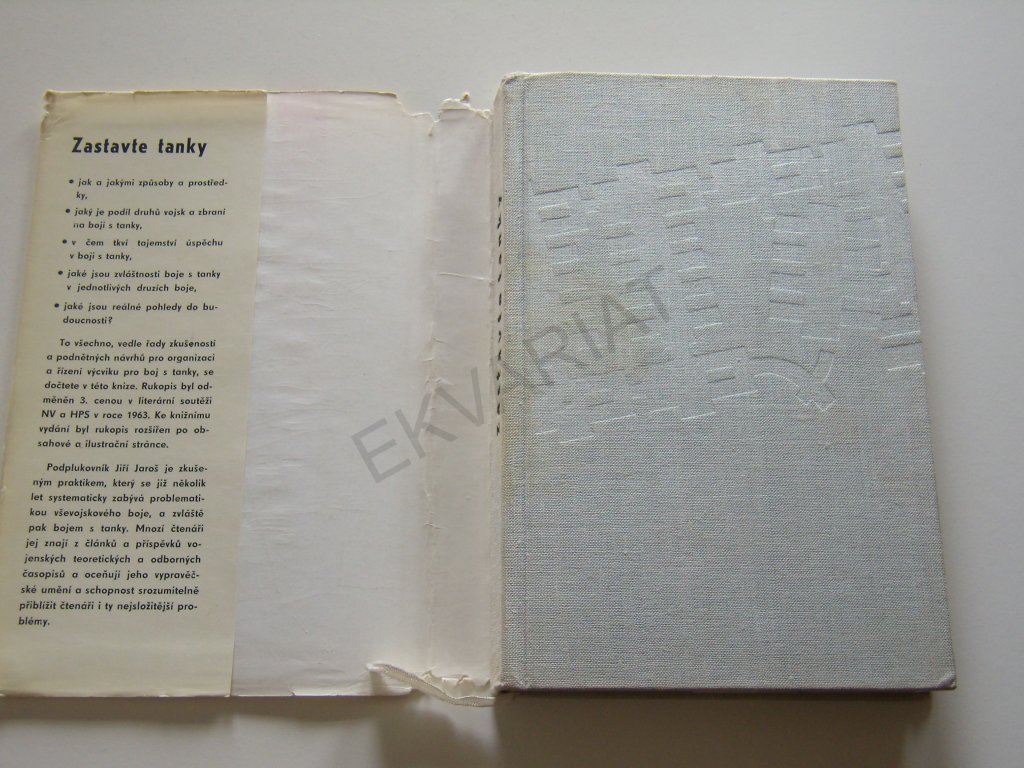 Zastavte tanky
• jak a jakými způsoby a prostřed-
ky,
• jaký je podíl druhů vojsk a zbraní
na boji s tanky,
• v čem tkví tajemství úspěchu
v boji s tanky,
• jaké jsou zvláštnosti boje s tanky
v jednotlivých druzích boje,
• jaké jsou reálné pohledy do bu-
doucnosti?
To všechno, vedle řady zkušeností
a podnětných návrhů pro organizaci
a řízení výcviku pro boj s tanky, se
dočtete v této knize. Rukopis byl od-
měněn 3. cenou v literární soutěži
NV a HPS v roce 1963. Ke knižnímu
vydání byl rukopis rozšířen po ob-
sahové a ilustrační stránce.
Podplukovník Jiří Jaroš je zkuše-
ným praktikem, který se již několik
let systematicky zabývá problemati-
kou vševojskového boje, a zvláště
pak bojem s tanky. Mnozí čtenáři
jej znají z článků a příspěvků vo-
jenských teoretických a odborných
časopisů a oceňují jeho vypravěč-
ské umění a schopnost srozumitelně
přiblížit čtenáři i ty nejsložitější pro-
blémy.
EKVARIAT